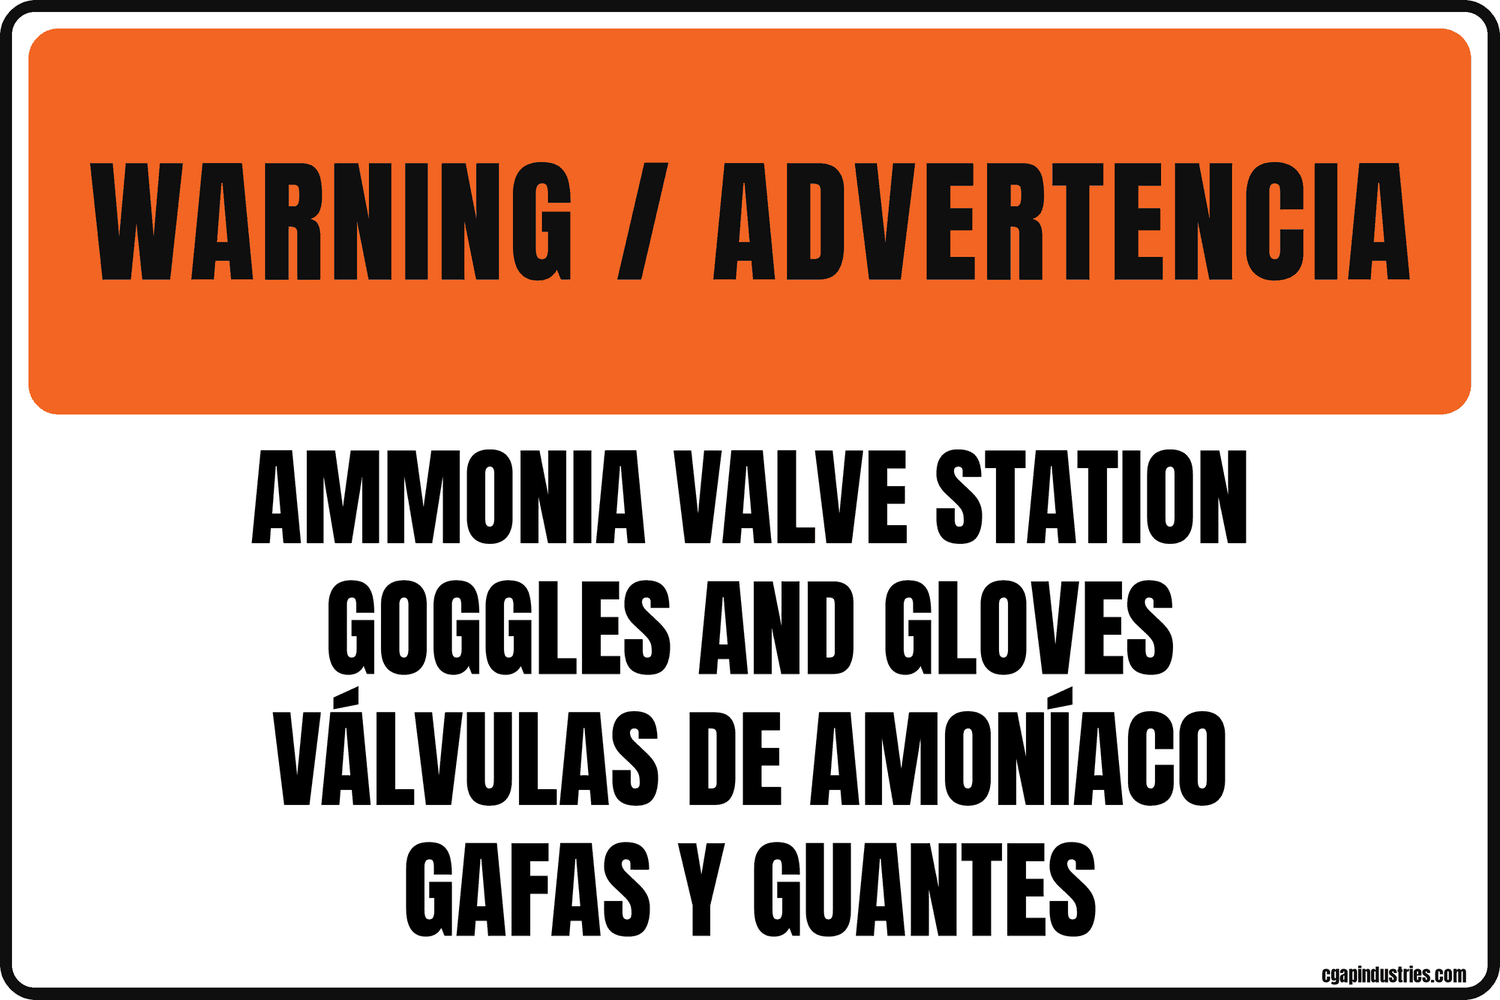 WARNING / ADVERTENCIA
AMMONIA VALVE STATION
GOGGLES AND GLOVES
VÁLVULAS DE AMONÍACO
GAFAS Y GUANTES
cgapindustries.com